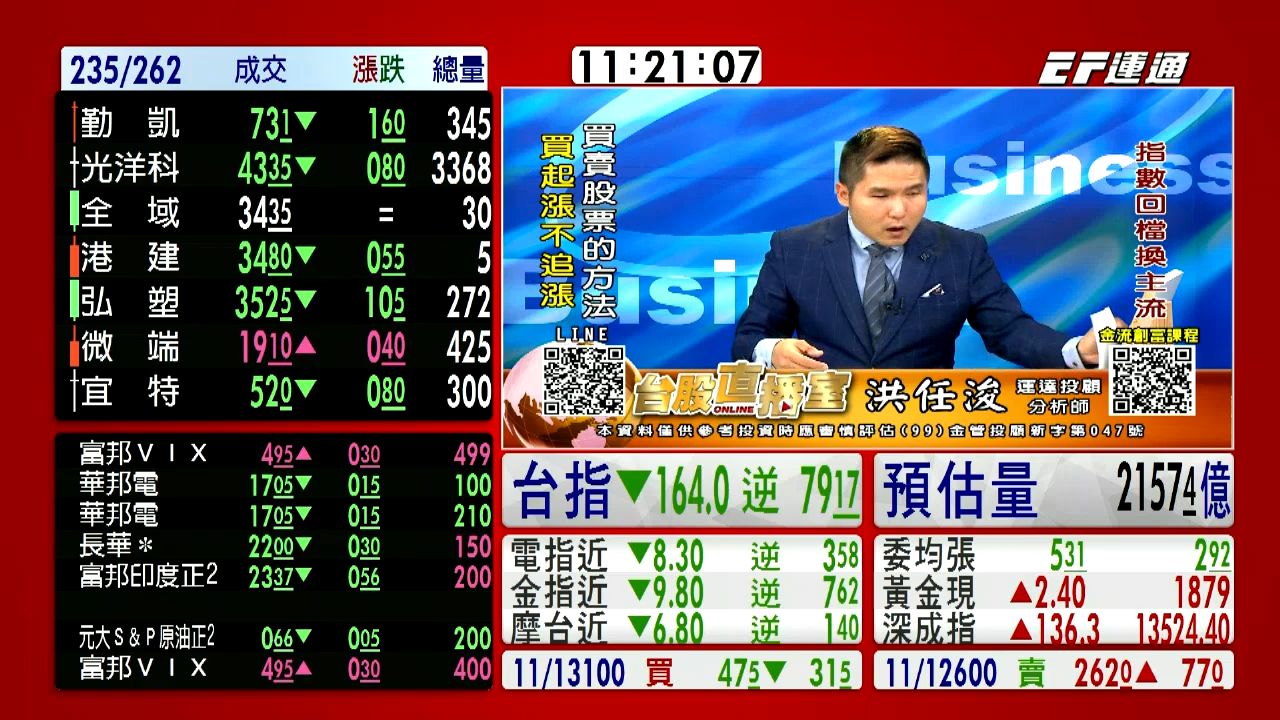 235/262 成交 漲跌 總量
勤凱 731▼ 160 345
光洋科 4335▼ 080 3368
全域 3435 = 30
港建 3480▼ 055 5
弘塑 3525▼ 105 272
微端 1910▲ 040 425
宜特 520▼ 080 300
富邦ＶＩＸ 495▲ 030 499
華邦電 1705▼ 015 100
華邦電 1705▼ 015 210
長華＊ 2200▼ 030 150
富邦印度正2 2337▼ 056 200
元大Ｓ＆Ｐ原油正2 066▼ 005 200
富邦ＶＩＸ 495▲ 030 400
11:21:07
EF運通
買賣股票的方法
買起漲不追漲
Business
Busi
指數回檔換主流
LINE
金流創富課程
台股直播室
ONLINE
洪任浚
運達投顧
分析師
本資料僅供參考投資時應審慎評估(99)金管投顧新字第047號
台指▼164.0 逆 7917
預估量 21574億
電指近 ▼8.30 逆 358
金指近 ▼9.80 逆 762
摩台近 ▼6.80 逆 140
委均張 531 292
黃金現 ▲2.40 1879
深成指 ▲136.3 13524.40
11/13100 買 475▼ 315
11/12600 賣 2620▲ 770